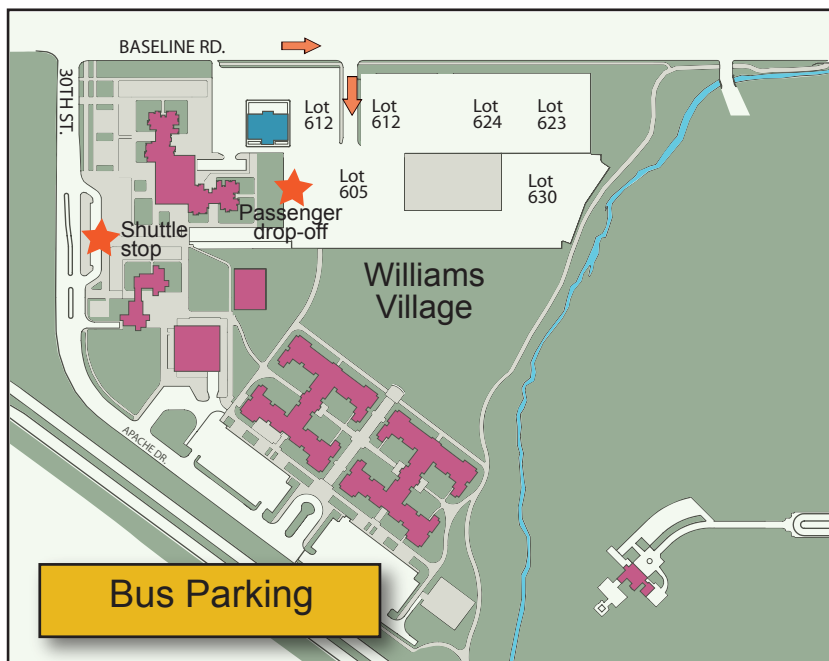 BASELINE RD.
30TH ST.
Lot
612
Lot
612
Lot
624
Lot
623
Lot
605
Lot
630
Passenger
drop-off
Shuttle
stop
Williams
Village
APACHE DR.
Bus Parking